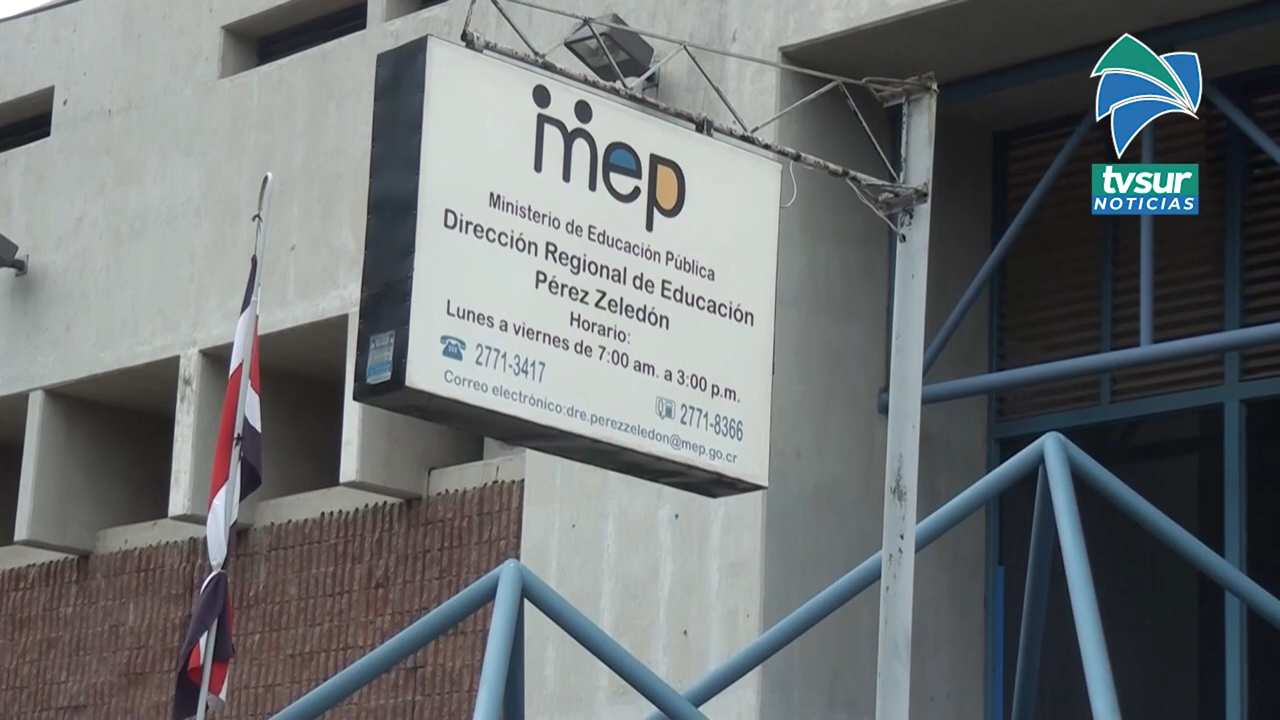 mep
Ministerio de Educación Pública
Dirección Regional de Educación
Pérez Zeledón
Horario:
Lunes a viernes de 7:00 am. a 3:00 p.m.
2771-3417
2771-8366
Correo electrónico:dre.perezzeledon@mep.go.cr
tvsur
NOTICIAS